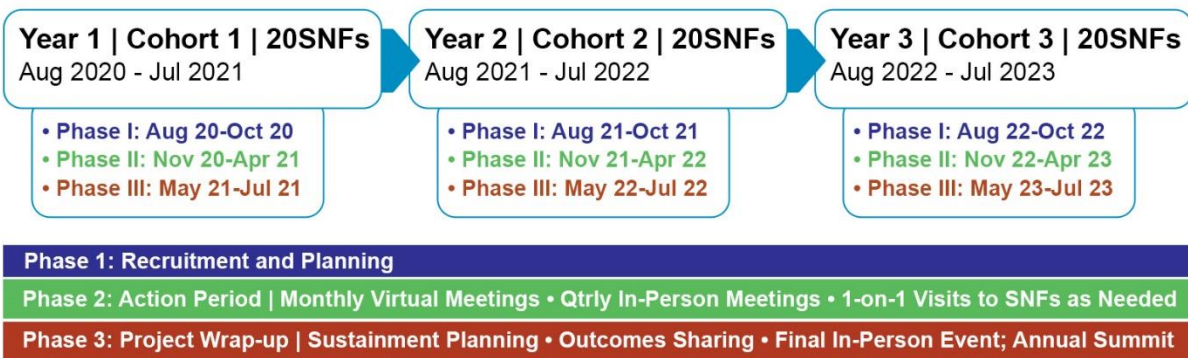 Year 1 | Cohort 1 | 20SNFs
Aug 2020 - Jul 2021
• Phase I: Aug 20-Oct 20
• Phase II: Nov 20-Apr 21
• Phase III: May 21-Jul 21
Year 2 | Cohort 2 | 20SNFs
Aug 2021 - Jul 2022
• Phase I: Aug 21-Oct 21
• Phase II: Nov 21-Apr 22
• Phase III: May 22-Jul 22
Year 3 | Cohort 3 | 20SNFs
Aug 2022 - Jul 2023
• Phase I: Aug 22-Oct 22
• Phase II: Nov 22-Apr 23
• Phase III: May 23-Jul 23
Phase 1: Recruitment and Planning
Phase 2: Action Period | Monthly Virtual Meetings • Qtrly In-Person Meetings • 1-on-1 Visits to SNFs as Needed
Phase 3: Project Wrap-up | Sustainment Planning • Outcomes Sharing • Final In-Person Event; Annual Summit